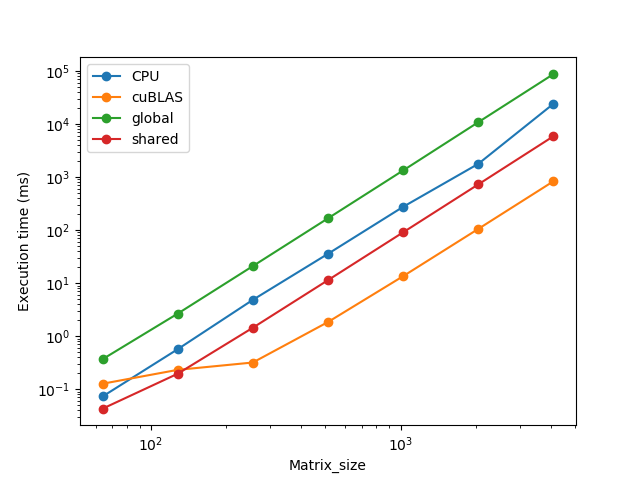 CPU
cuBLAS
global
shared
10^5
10^4
10^3
10^2
10^1
10^0
10^-1
Execution time (ms)
10^2 10^3
Matrix_size